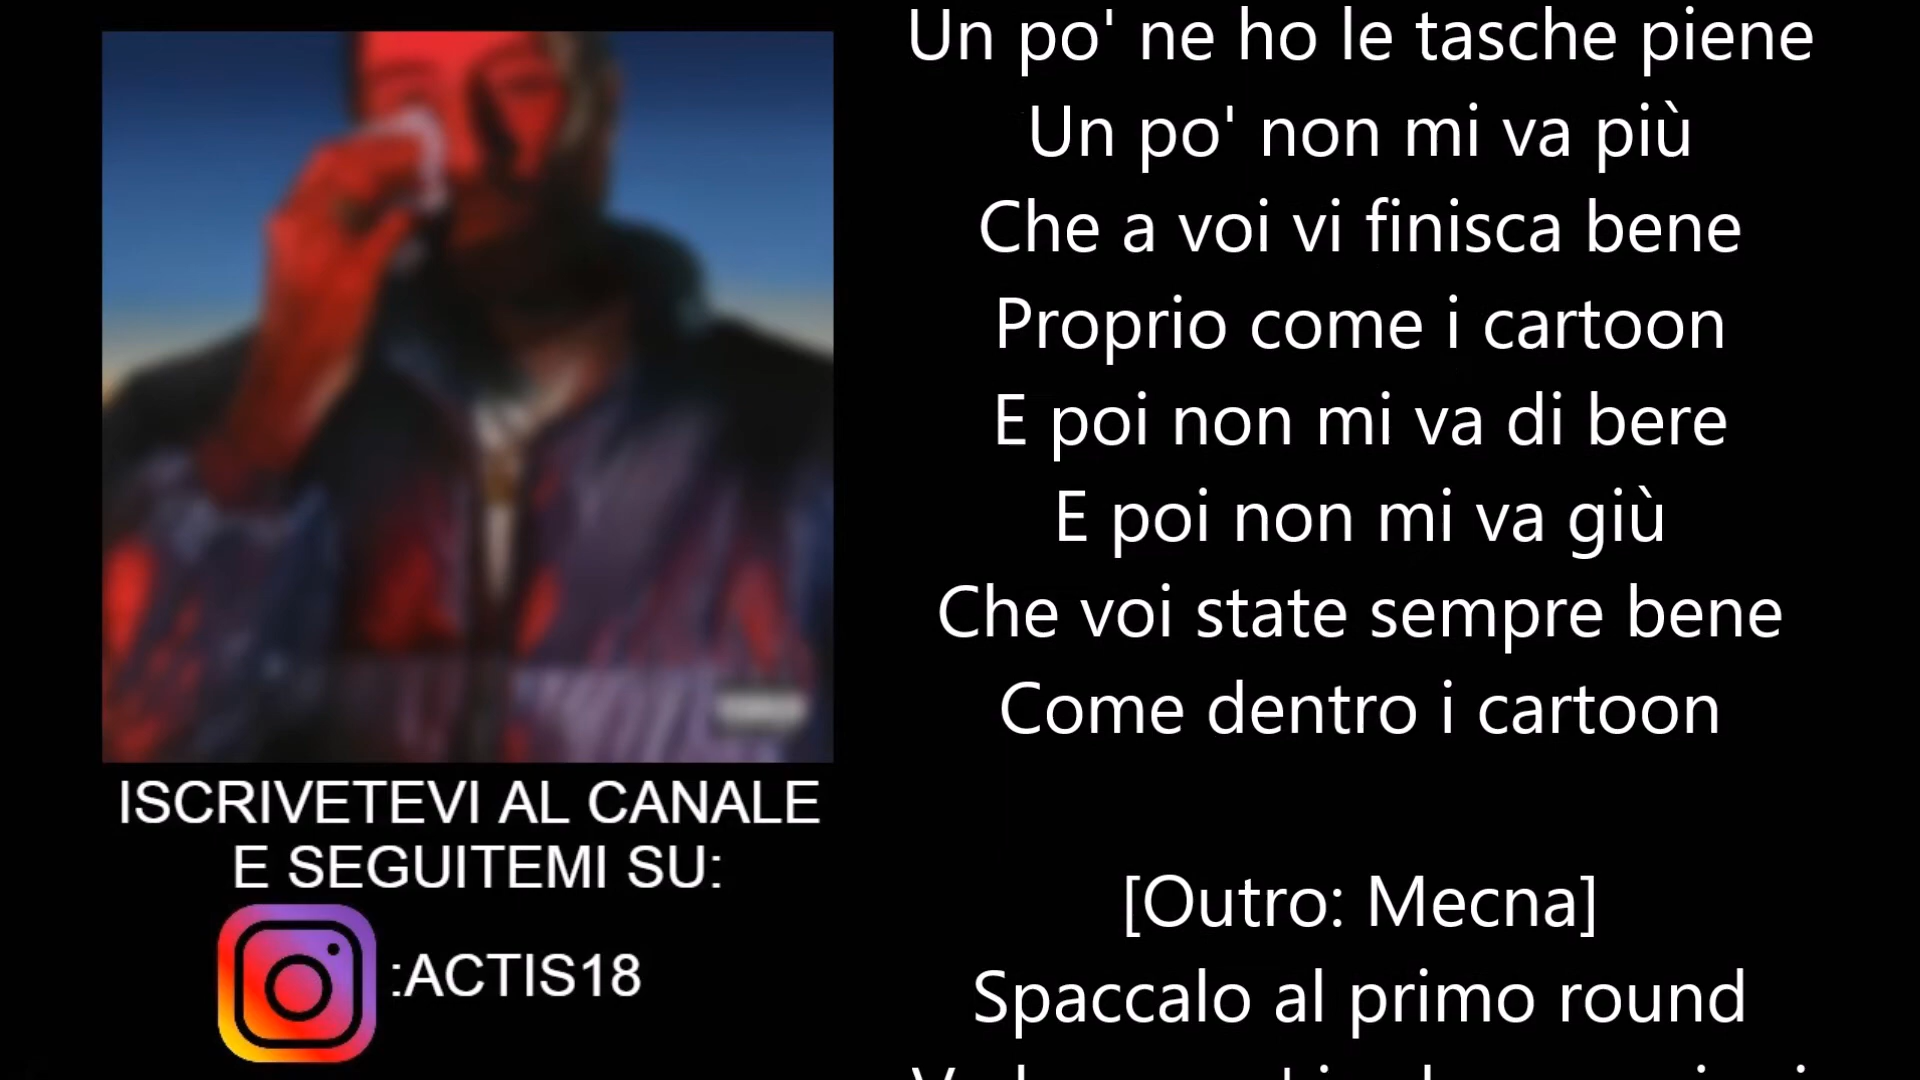 Un po' ne ho le tasche piene
Un po' non mi va più
Che a voi vi finisca bene
Proprio come i cartoon
E poi non mi va di bere
E poi non mi va giù
Che voi state sempre bene
Come dentro i cartoon
[Outro: Mecna]
Spaccalo al primo round
ISCRIVETEVI AL CANALE
E SEGUITEMI SU:
:ACTIS18